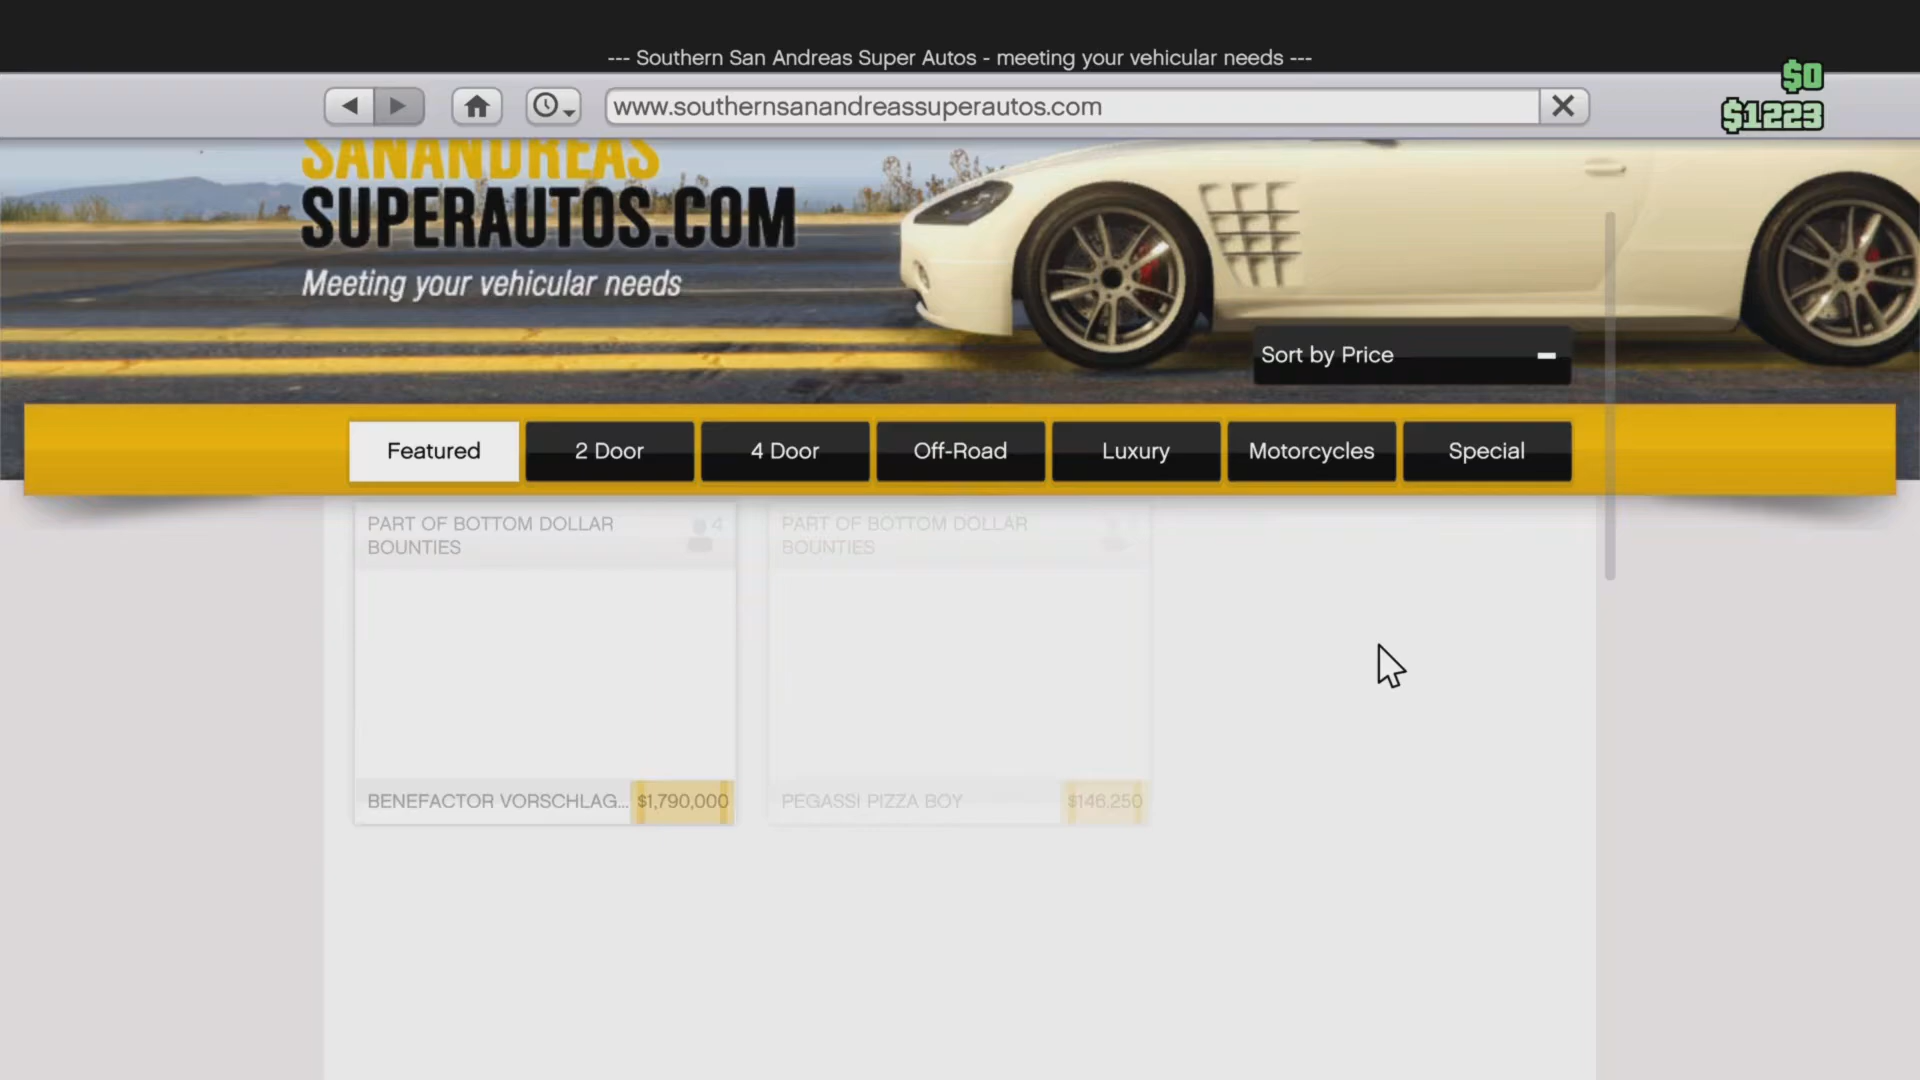 --- Southern San Andreas Super Autos - meeting your vehicular needs ---
$0
www.southernsanandreassuperautos.com
$1223
SANANDREAS
SUPERAUTOS.COM
Meeting your vehicular needs
Sort by Price
Featured
2 Door
4 Door
Off-Road
Luxury
Motorcycles
Special
PART OF BOTTOM DOLLAR
BOUNTIES
4
PART OF BOTTOM DOLLAR
BOUNTIES
BENEFACTOR VORSCHLAG...
$1,790,000
PEGASSI PIZZA BOY
$146,250